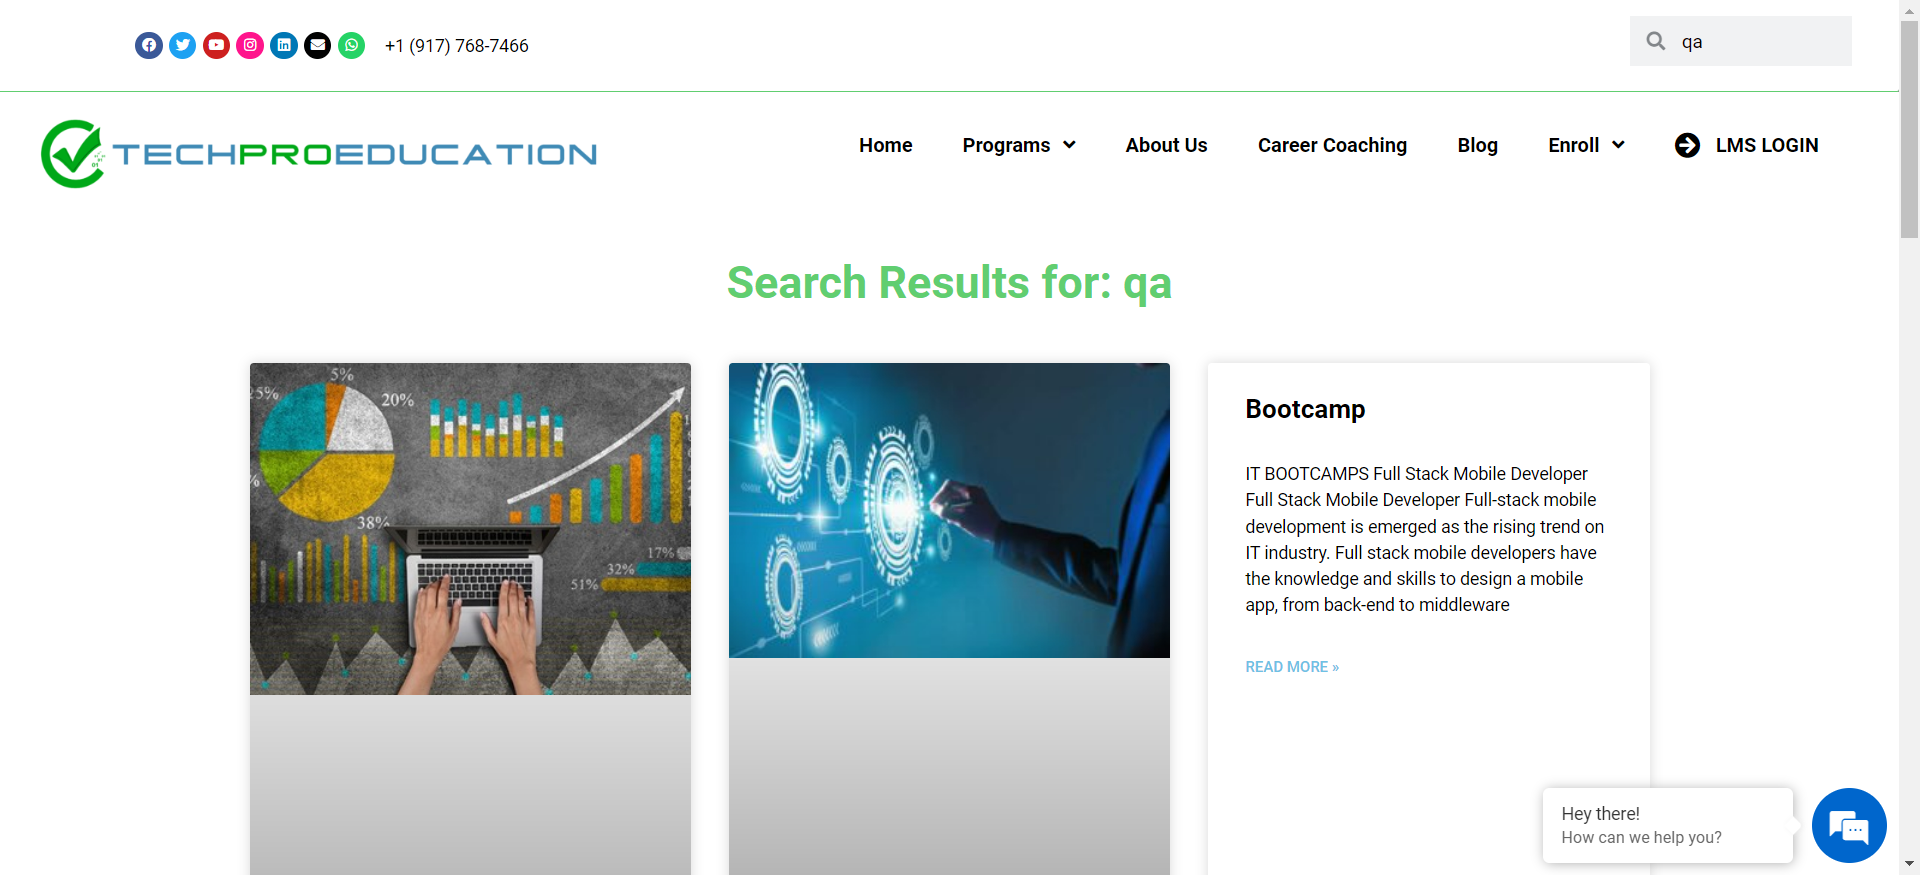 +1 (917) 768-7466
qa
TECHPROEDUCATION
Home Programs About Us Career Coaching Blog Enroll LMS LOGIN
Search Results for: qa
5%
25%
20%
38%
17%
32%
51%
Bootcamp
IT BOOTCAMPS Full Stack Mobile Developer
Full Stack Mobile Developer Full-stack mobile
development is emerged as the rising trend on
IT industry. Full stack mobile developers have
the knowledge and skills to design a mobile
app, from back-end to middleware
READ MORE »
Hey there!
How can we help you?